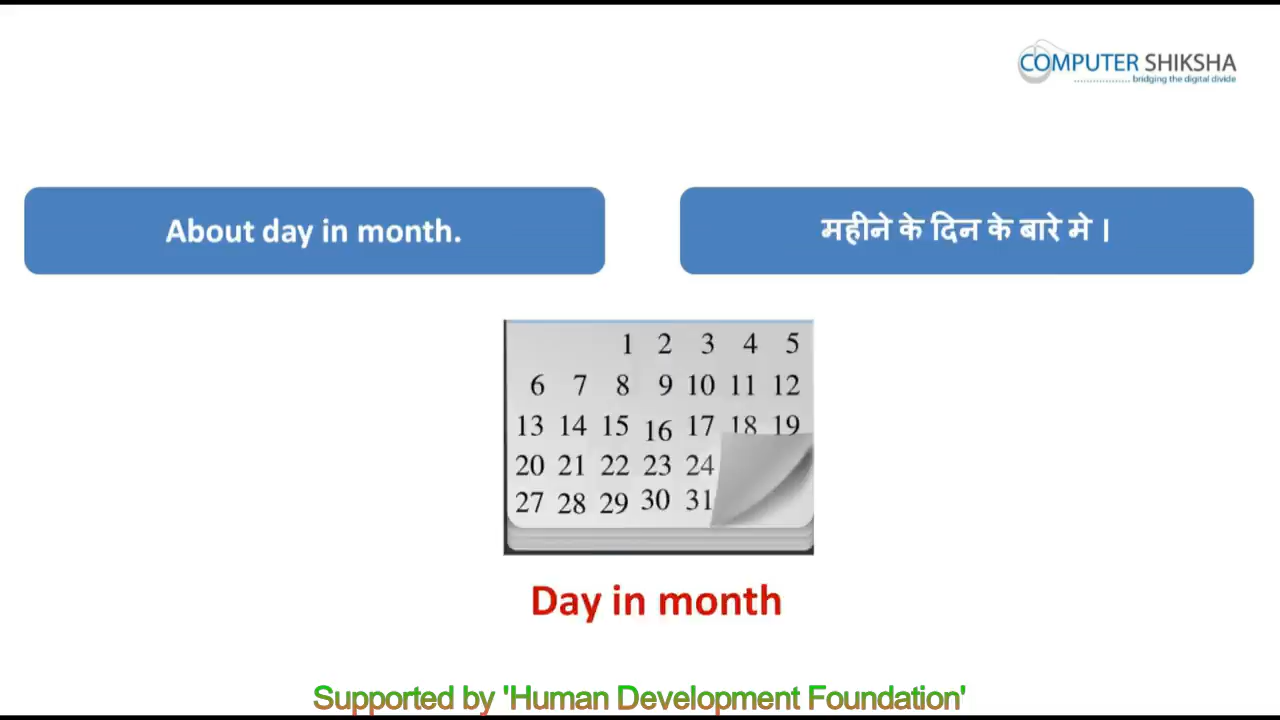 COMPUTER SHIKSHA
bridging the digital divide
About day in month.
महीने के दिन के बारे मे ।
1 2 3 4 5
6 7 8 9 10 11 12
13 14 15 16 17 18 19
20 21 22 23 24
27 28 29 30 31
Day in month
Supported by 'Human Development Foundation'